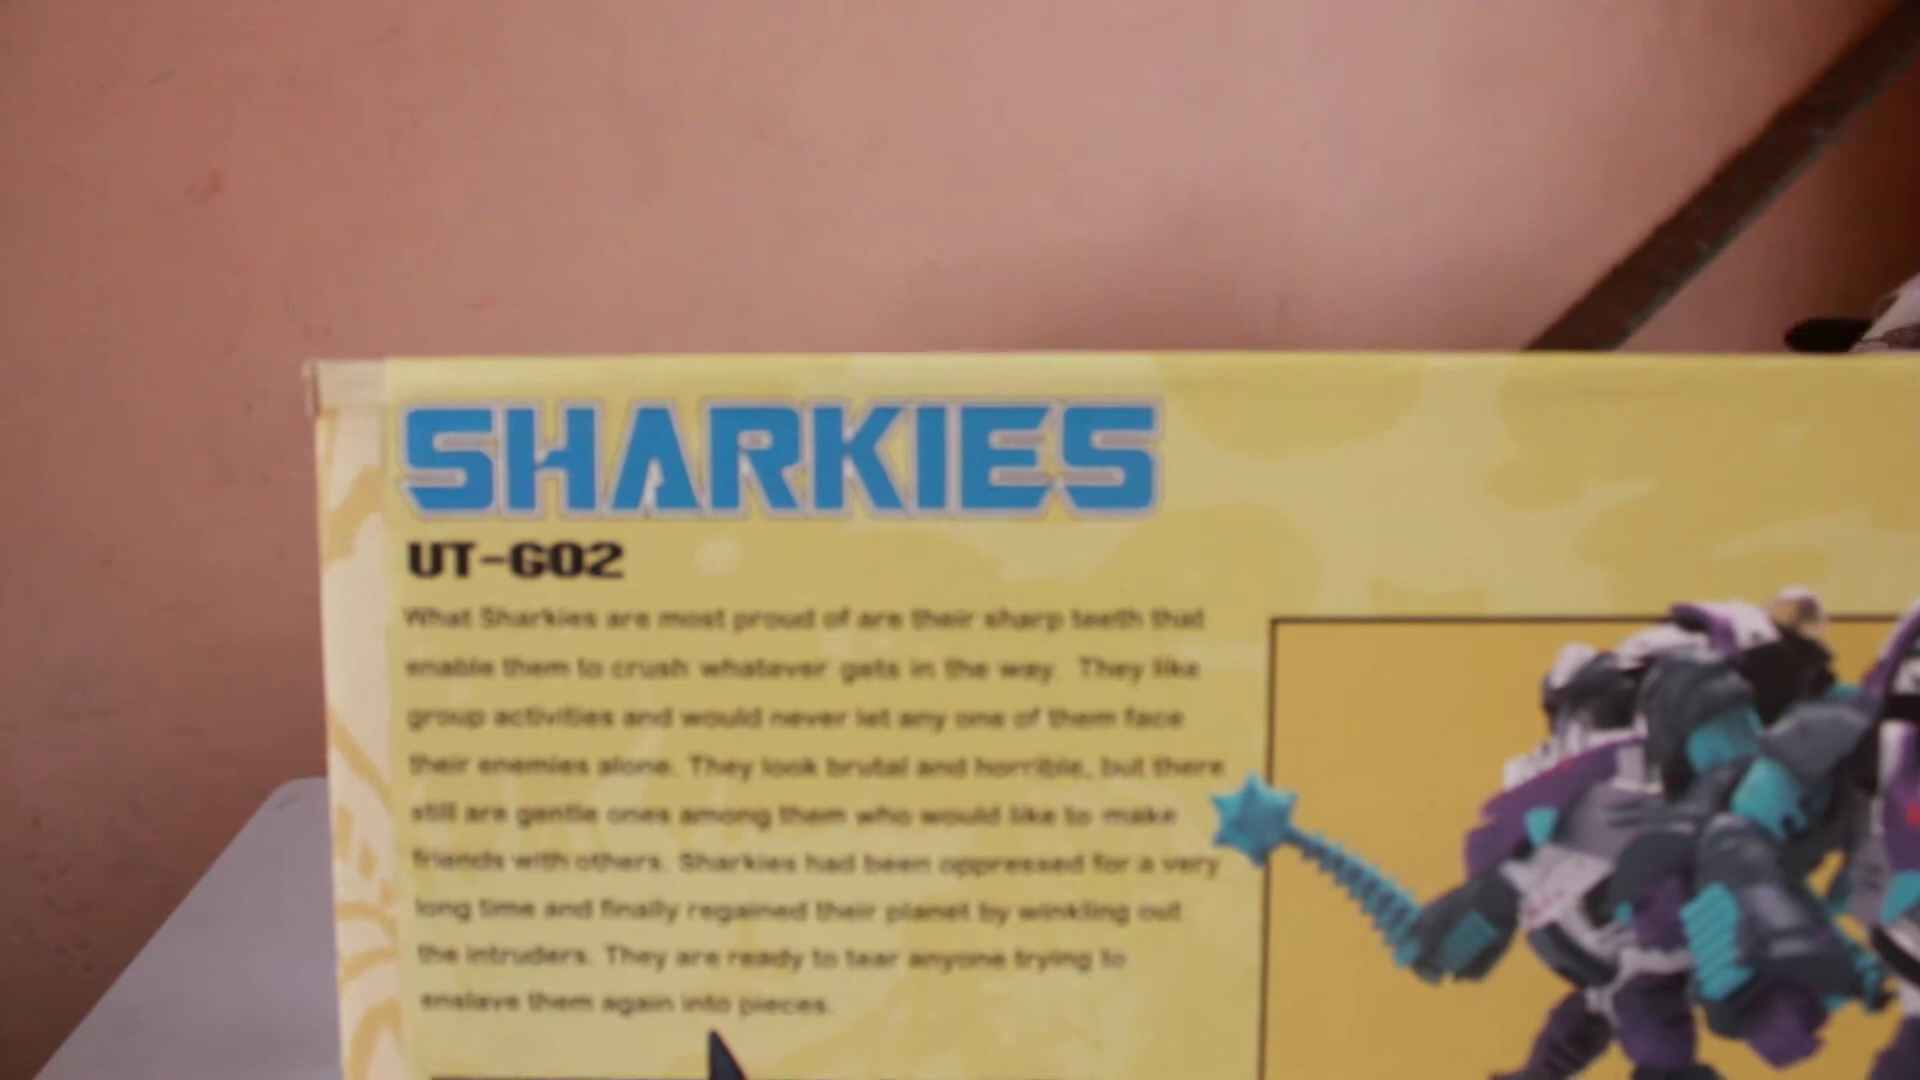 SHARKIES
UT-G02
What Sharkies are most proud of are their sharp teeth that
enable them to crush whatever gets in the way. They like
group activities and would never let any one of them face
their enemies alone. They look brutal and horrible, but there
still are gentle ones among them who would like to make
friends with others. Sharkies had been oppressed for a very
long time and finally regained their planet by winkling out
the intruders. They are ready to tear anyone trying to
enslave them again into pieces.